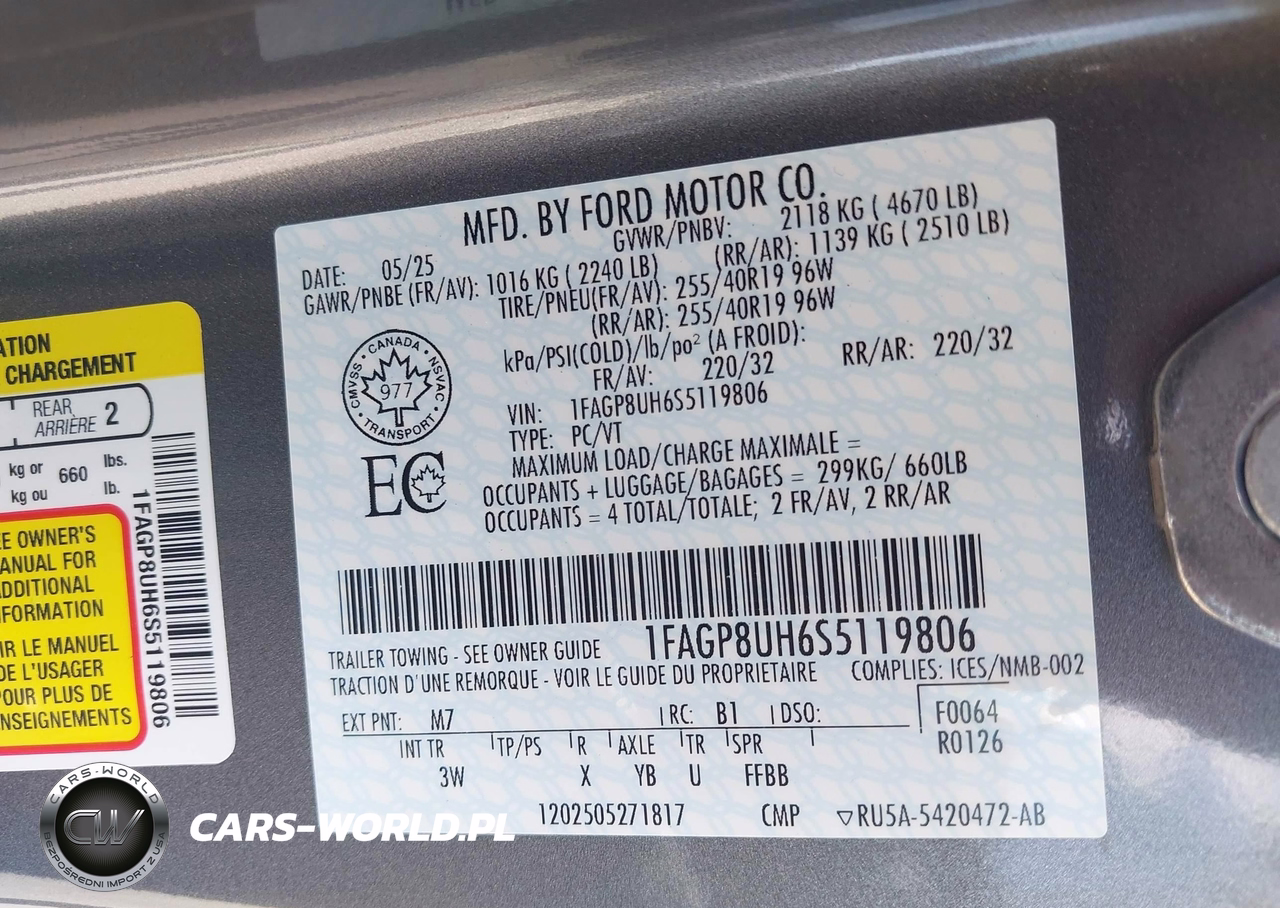 MFD. BY FORD MOTOR CO.
DATE: 05/25 GVWR/PNBV: 2118 KG ( 4670 LB)
GAWR/PNBE (FR/AV): 1016 KG ( 2240 LB) (RR/AR): 1139 KG ( 2510 LB)
TIRE/PNEU(FR/AV): 255/40R19 96W
(RR/AR): 255/40R19 96W
kPa/PSI(COLD)/lb/po² (A FROID):
FR/AV: 220/32 RR/AR: 220/32
VIN: 1FAGP8UH6S5119806
TYPE: PC/VT
MAXIMUM LOAD/CHARGE MAXIMALE =
OCCUPANTS + LUGGAGE/BAGAGES = 299KG/ 660LB
OCCUPANTS = 4 TOTAL/TOTALE; 2 FR/AV, 2 RR/AR
CANADA
CMVSS 977 NSVAC
TRANSPORT
EC
1FAGP8UH6S5119806
TRAILER TOWING - SEE OWNER GUIDE
TRACTION D'UNE REMORQUE - VOIR LE GUIDE DU PROPRIETAIRE
COMPLIES: ICES/NMB-002
EXT PNT: M7 RC: B1 DSO: F0064
INT TR TP/PS R AXLE TR SPR R0126
3W X YB U FFBB
1202505271817 CMP ▽RU5A-5420472-AB
CHARGEMENT
REAR
ARRIÈRE 2
kg or 660 lbs.
kg ou lb.
OWNER'S
FOR
LE MANUEL
DE L'USAGER
PLUS DE
1FAGP8UH6S5119806
CARS-WORLD
CW
BEZPOŚREDNI IMPORT Z USA
CARS-WORLD.PL